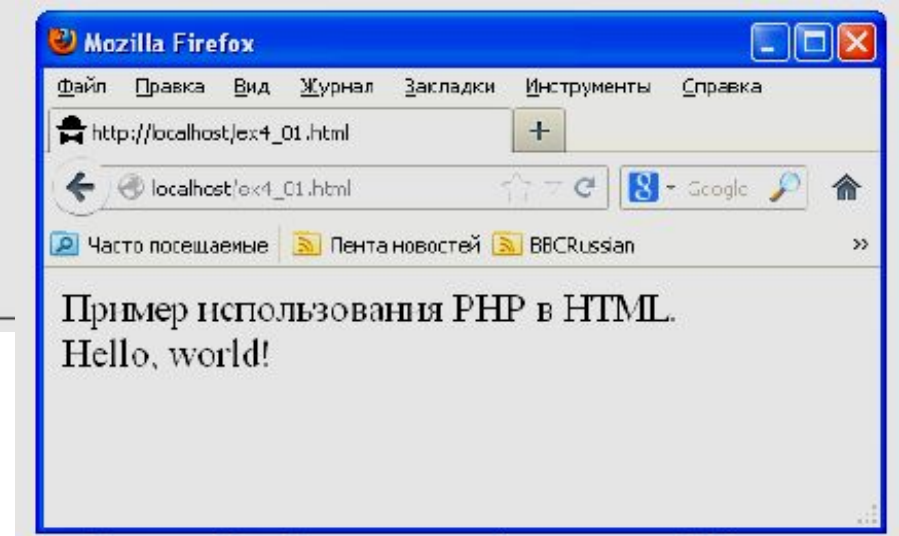 Mozilla Firefox
Файл Правка Вид Журнал Закладки Инструменты Справка
http://localhost/ex4_01.html
localhost/ex4_01.html
Google
Часто посещаемые Лента новостей BBCRussian
Пример использования PHP в HTML.
Hello, world!